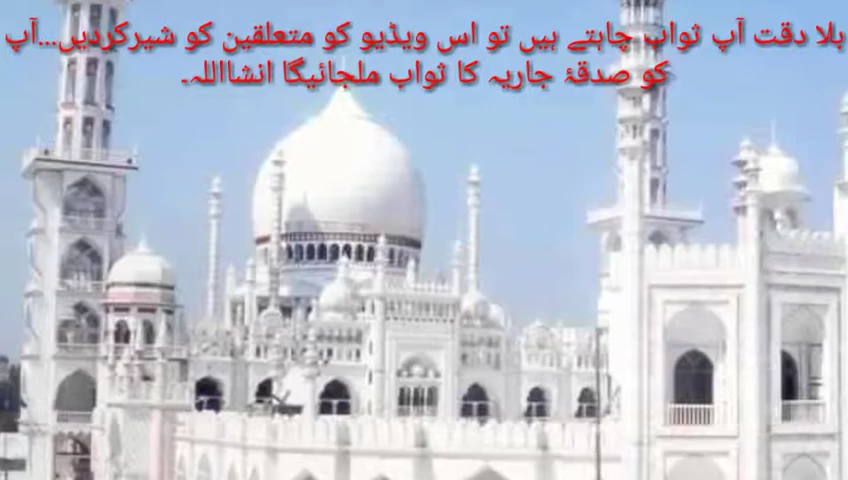 بلا دقت آپ ثواب چاہتے ہیں تو اس ویڈیو کو متعلقین کو شیرکردیں...آپ
کو صدقۂ جاریہ کا ثواب ملجائیگا انشااللہ۔